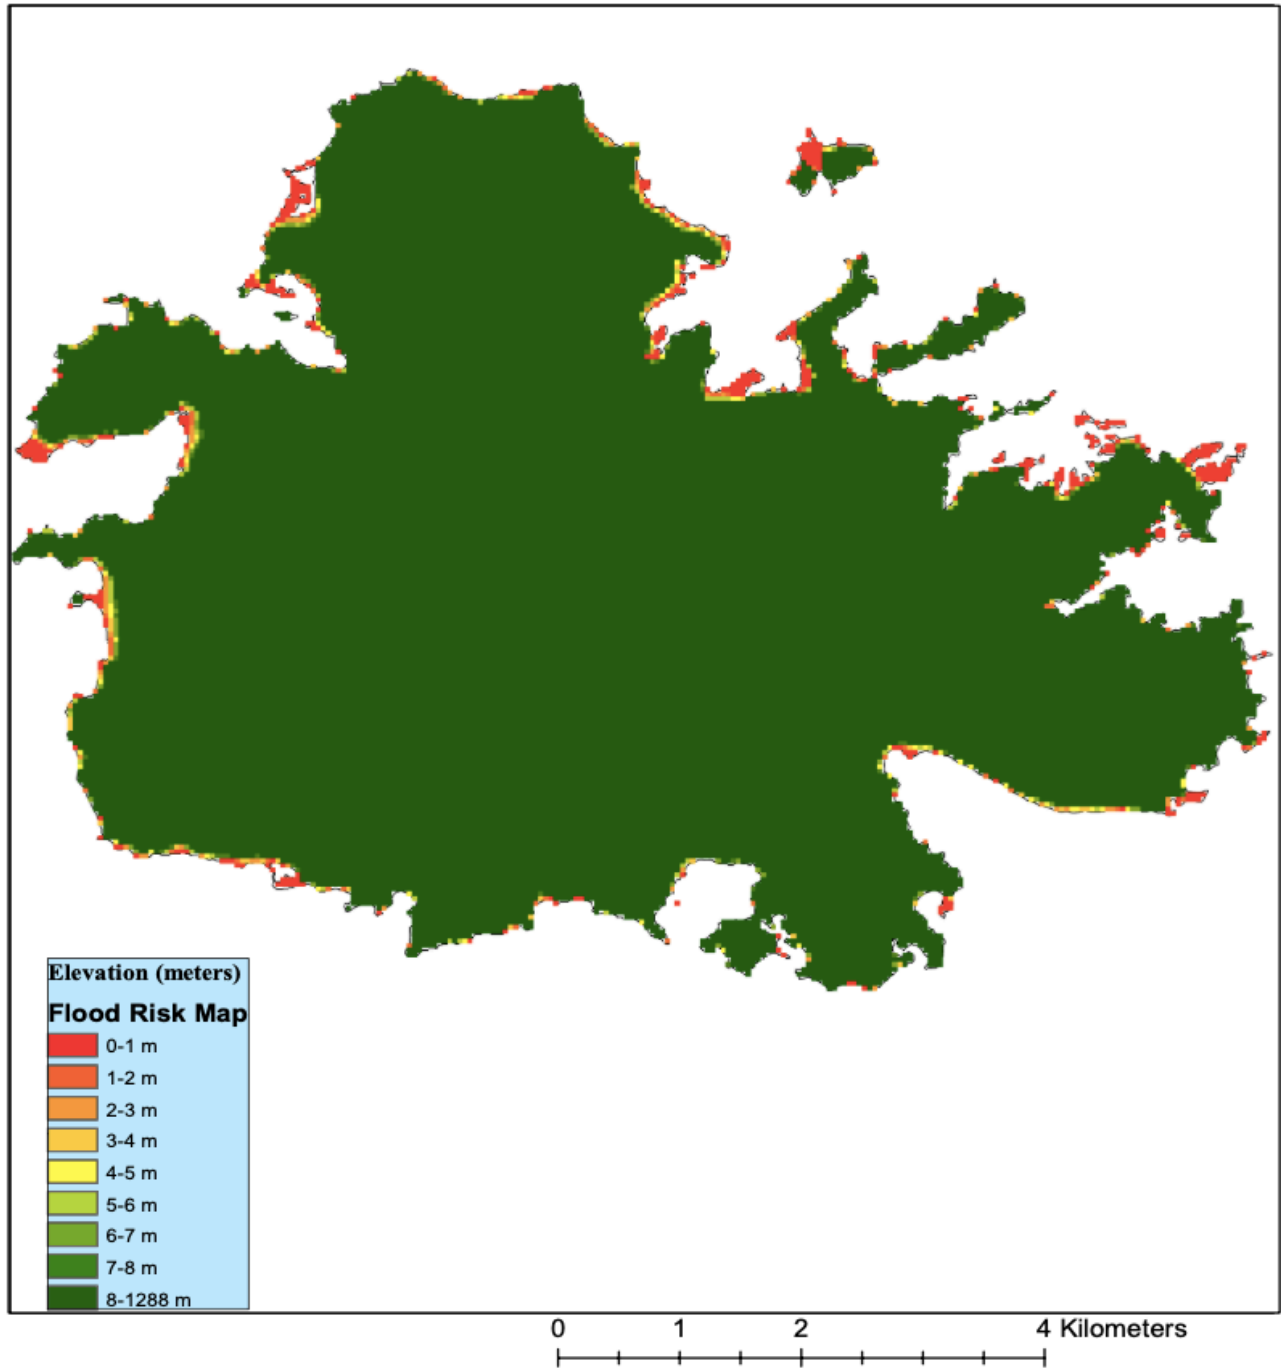 Elevation (meters)
Flood Risk Map
0-1 m
1-2 m
2-3 m
3-4 m
4-5 m
5-6 m
6-7 m
7-8 m
8-1288 m
0 1 2 4 Kilometers